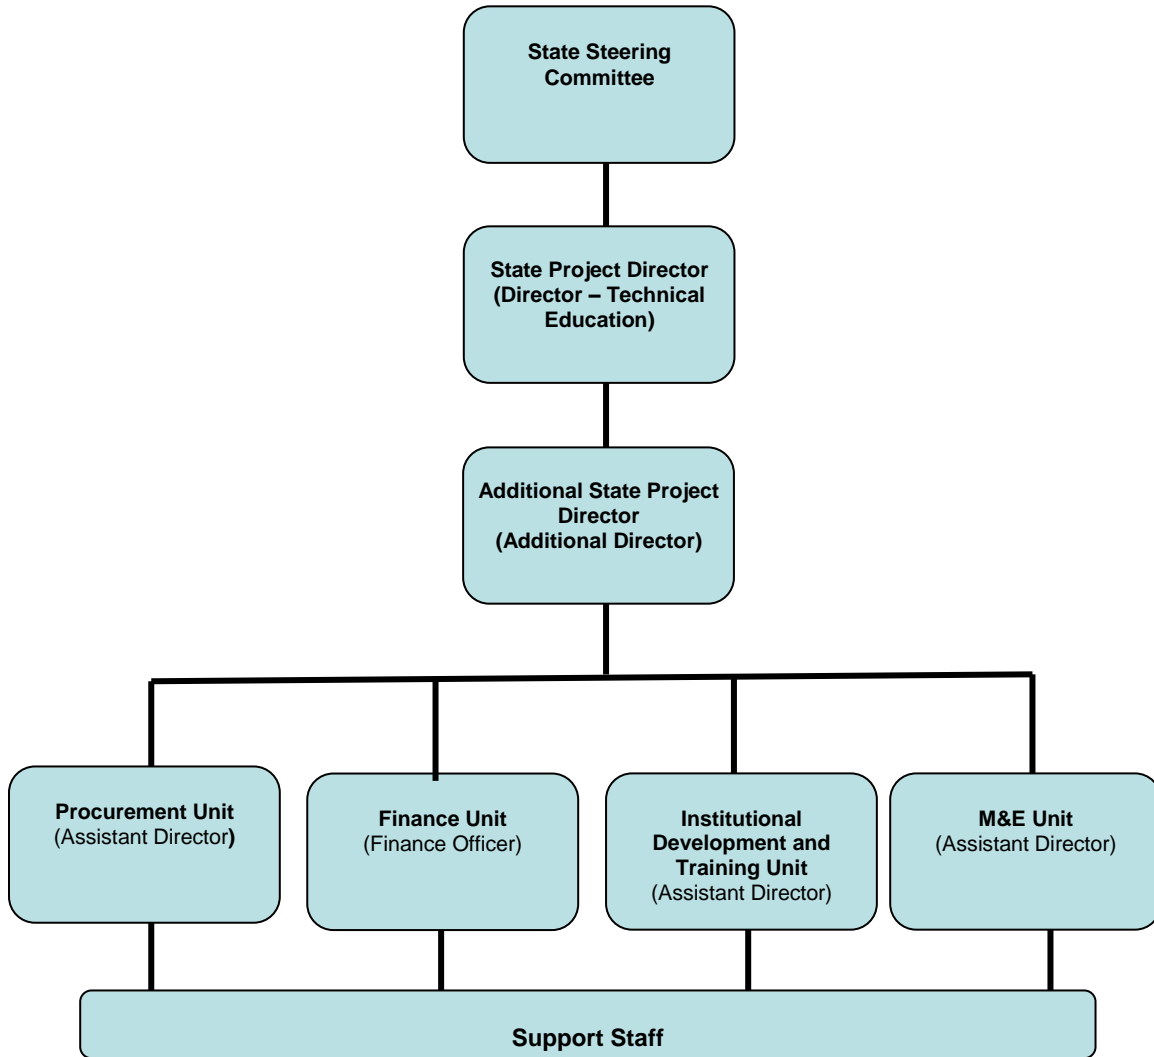 State Steering
Committee
State Project Director
(Director – Technical
Education)
Additional State Project
Director
(Additional Director)
Procurement Unit
(Assistant Director)
Finance Unit
(Finance Officer)
Institutional
Development and
Training Unit
(Assistant Director)
M&E Unit
(Assistant Director)
Support Staff